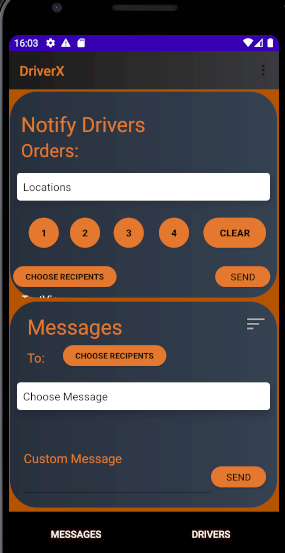 16:03
DriverX
Notify Drivers
Orders:
Locations
1 2 3 4 CLEAR
CHOOSE RECIPENTS SEND
Messages
To: CHOOSE RECIPENTS
Choose Message
Custom Message
SEND
MESSAGES DRIVERS